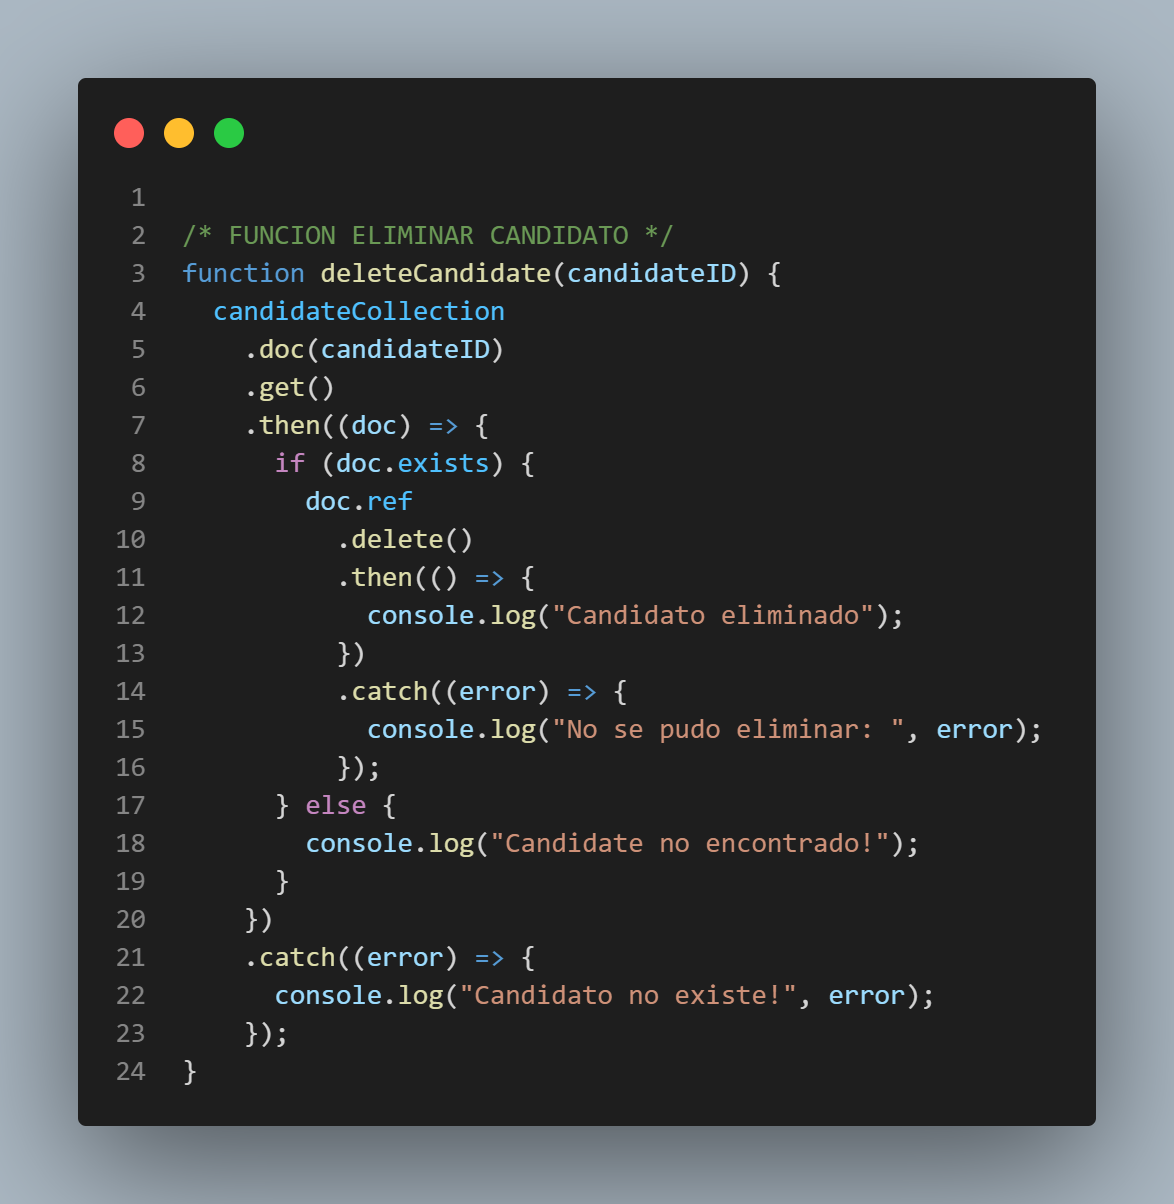 1
2 /* FUNCION ELIMINAR CANDIDATO */
3 function deleteCandidate(candidateID) {
4   candidateCollection
5     .doc(candidateID)
6     .get()
7     .then((doc) => {
8       if (doc.exists) {
9         doc.ref
10           .delete()
11           .then(() => {
12             console.log("Candidato eliminado");
13           })
14           .catch((error) => {
15             console.log("No se pudo eliminar: ", error);
16           });
17       } else {
18         console.log("Candidate no encontrado!");
19       }
20     })
21     .catch((error) => {
22       console.log("Candidato no existe!", error);
23     });
24 }